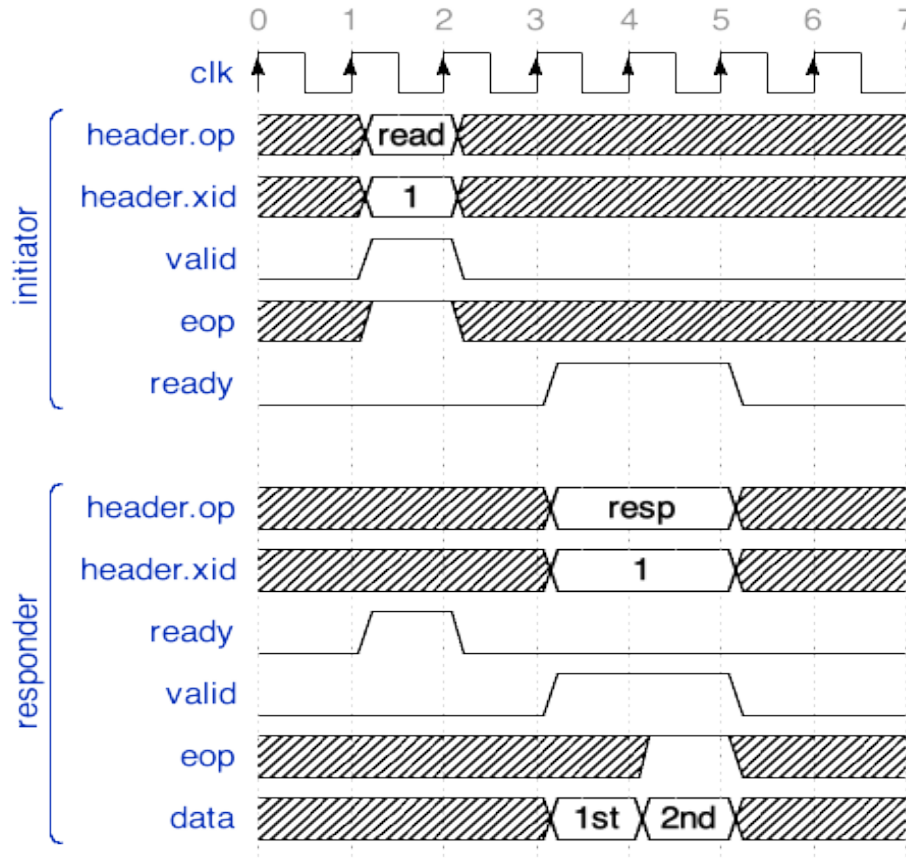 0 1 2 3 4 5 6 7
clk
header.op read
header.xid 1
valid
eop
ready
initiator
header.op resp
header.xid 1
ready
valid
eop
data 1st 2nd
responder